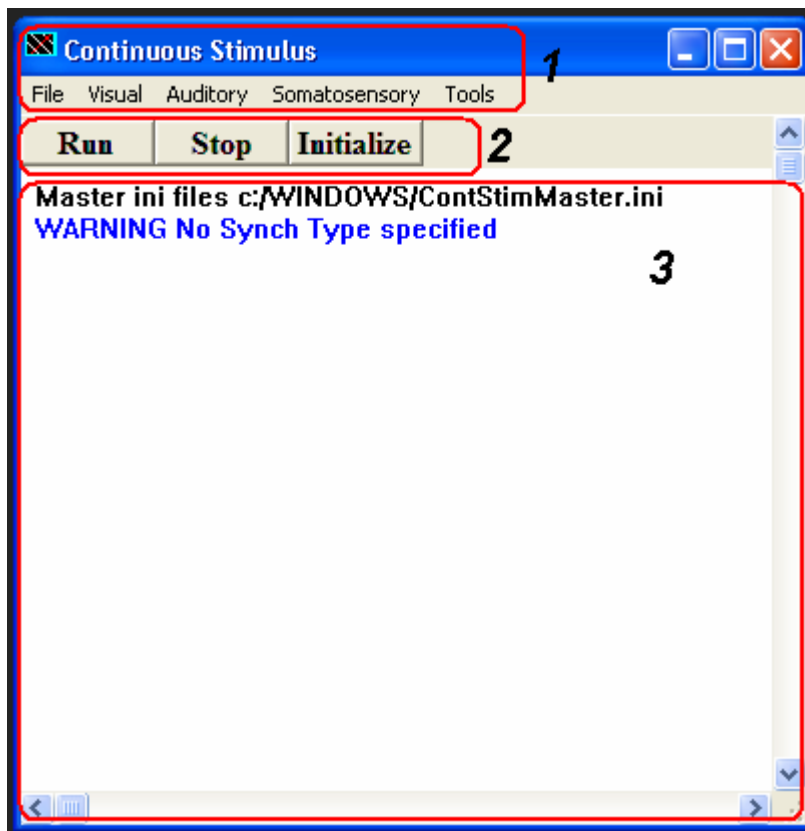 Continuous Stimulus
1
File Visual Auditory Somatosensory Tools
Run Stop Initialize 2
Master ini files c:/WINDOWS/ContStimMaster.ini
WARNING No Synch Type specified
3